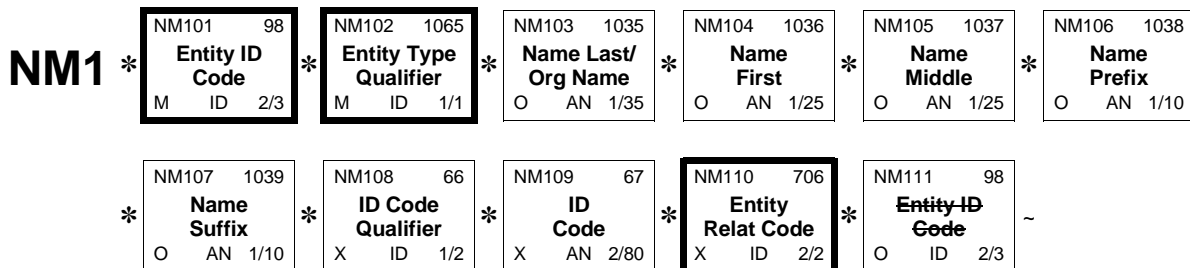 NM101 98 NM102 1065 NM103 1035 NM104 1036 NM105 1037 NM106 1038
NM1 * Entity ID Code * Entity Type Qualifier * Name Last/ Org Name * Name First * Name Middle * Name Prefix
M ID 2/3 M ID 1/1 O AN 1/35 O AN 1/25 O AN 1/25 O AN 1/10
NM107 1039 NM108 66 NM109 67 NM110 706 NM111 98
* Name Suffix * ID Code Qualifier * ID Code * Entity Relat Code * Entity ID Code ~
O AN 1/10 X ID 1/2 X AN 2/80 X ID 2/2 O ID 2/3